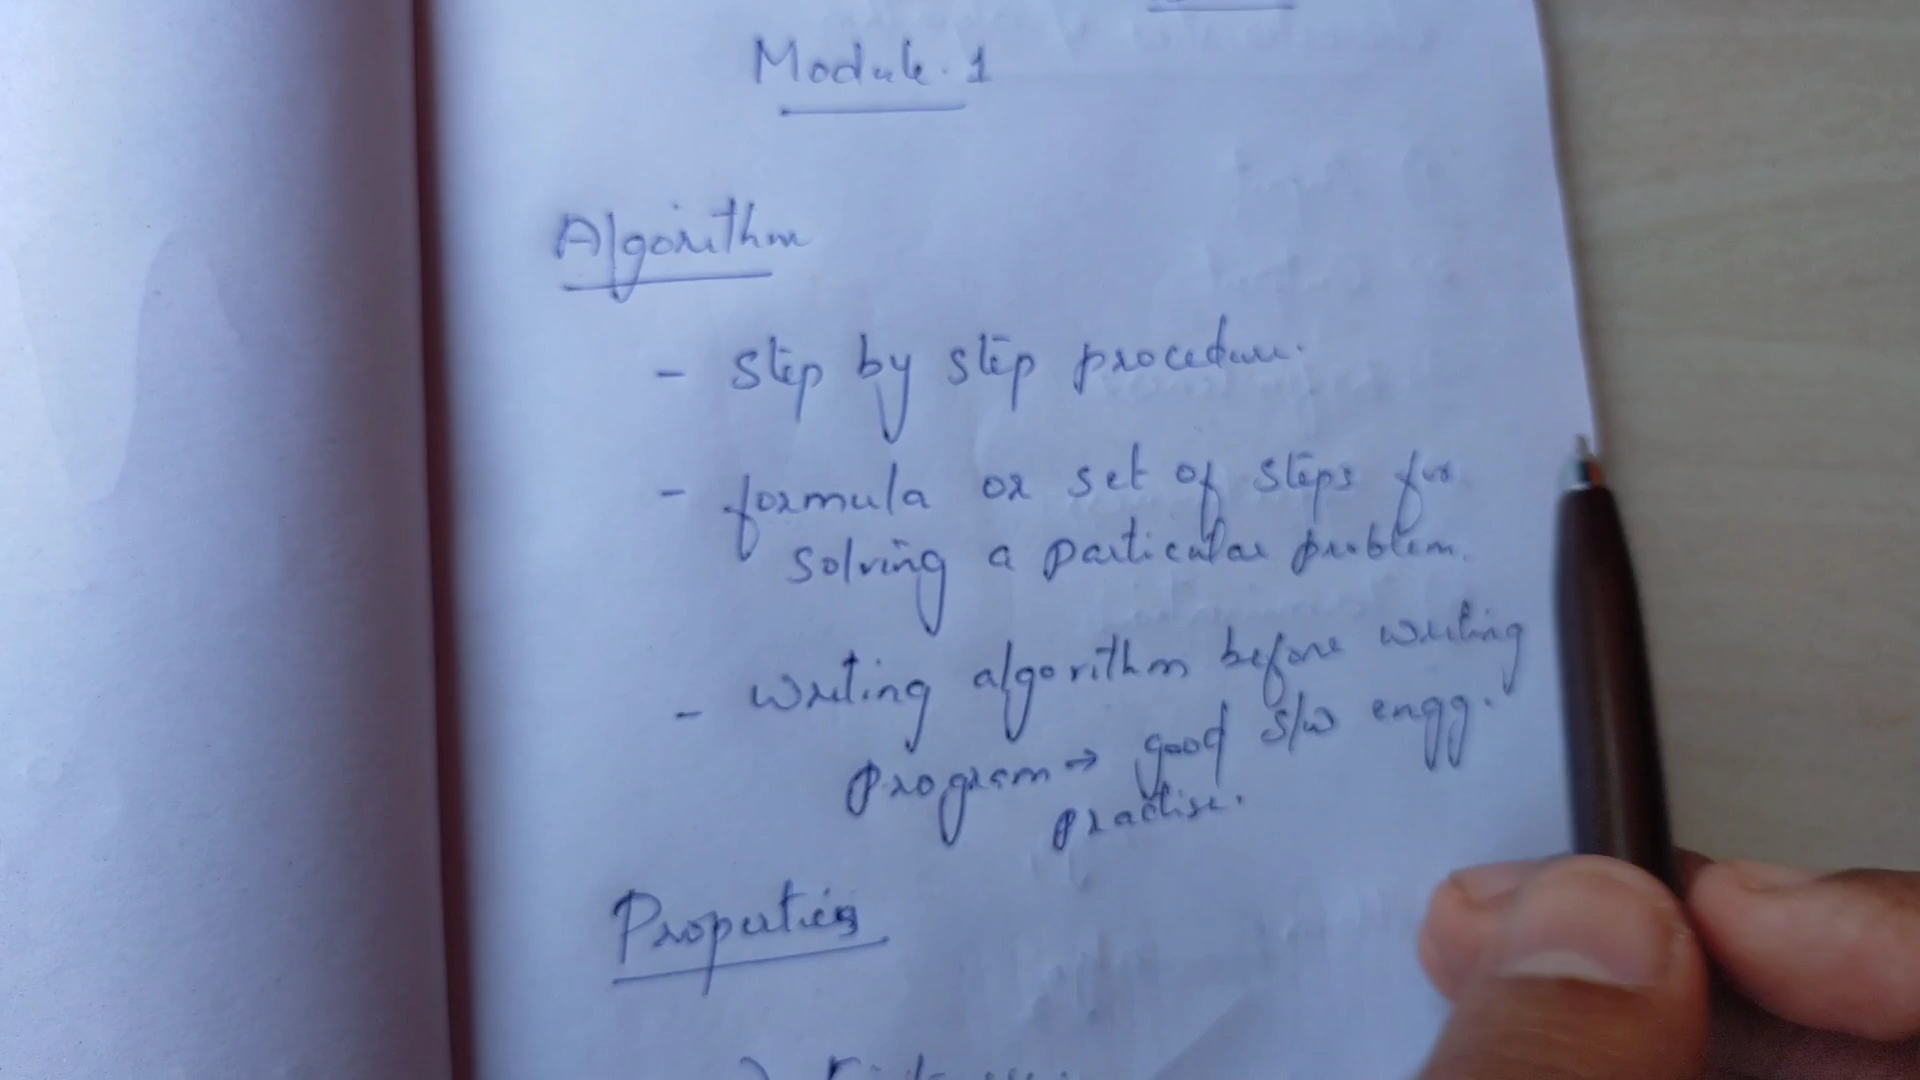 Module. 1
Algorithm
- step by step procedure.
- formula or set of steps for
solving a particular problem.
- writing algorithm before writing
program → good s/w engg.
practise.
Properties